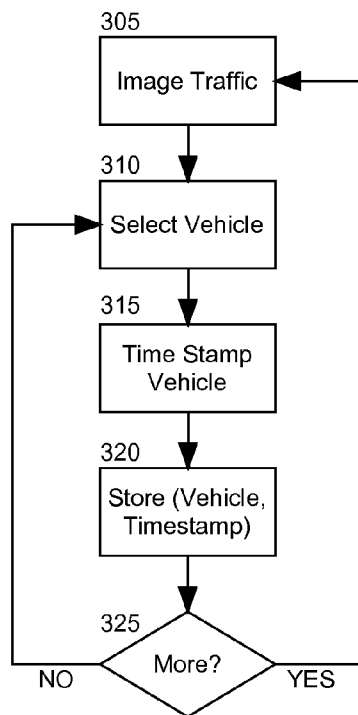 305
Image Traffic
310
Select Vehicle
315
Time Stamp
Vehicle
320
Store (Vehicle,
Timestamp)
325
More?
NO
YES